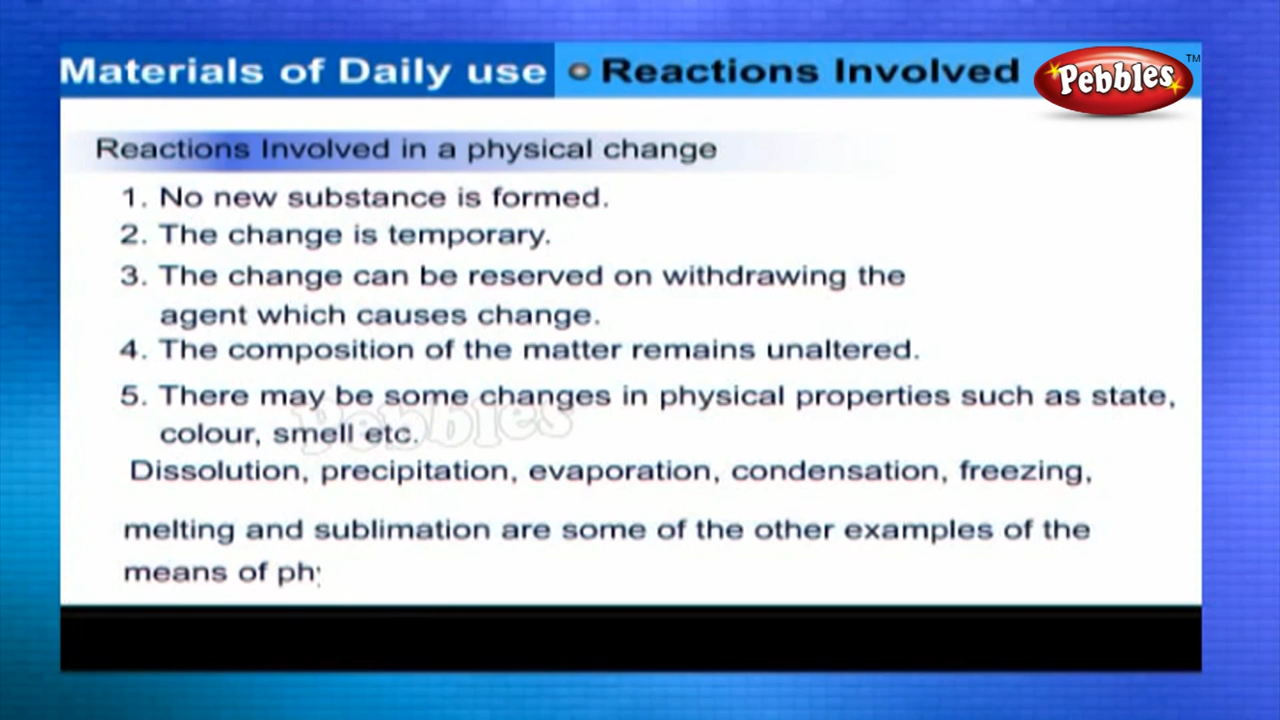 Materials of Daily use Reactions Involved
Pebbles TM
Reactions Involved in a physical change
1. No new substance is formed.
2. The change is temporary.
3. The change can be reserved on withdrawing the
agent which causes change.
4. The composition of the matter remains unaltered.
5. There may be some changes in physical properties such as state,
colour, smell etc.
Pebbles
Dissolution, precipitation, evaporation, condensation, freezing,
melting and sublimation are some of the other examples of the
means of ph